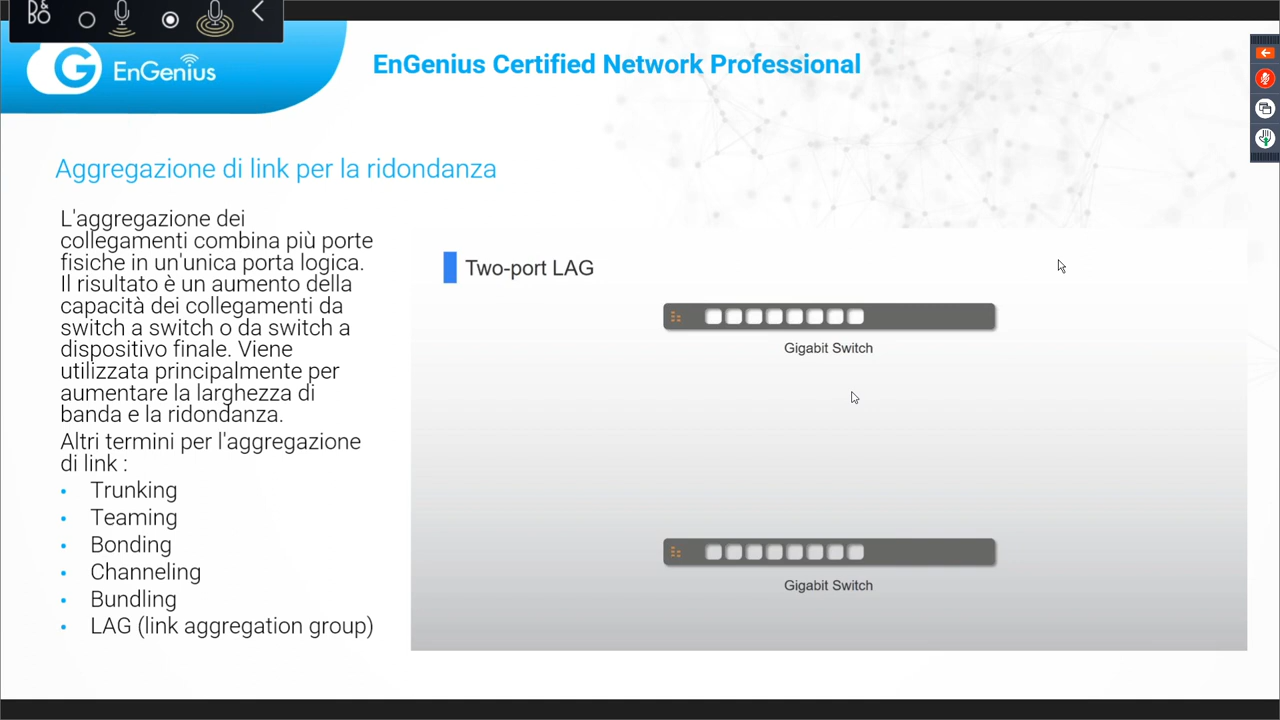 EnGenius
EnGenius Certified Network Professional
Aggregazione di link per la ridondanza
L'aggregazione dei
collegamenti combina più porte
fisiche in un'unica porta logica.
Il risultato è un aumento della
capacità dei collegamenti da
switch a switch o da switch a
dispositivo finale. Viene
utilizzata principalmente per
aumentare la larghezza di
banda e la ridondanza.
Altri termini per l'aggregazione
di link :
• Trunking
• Teaming
• Bonding
• Channeling
• Bundling
• LAG (link aggregation group)
Two-port LAG
Gigabit Switch
Gigabit Switch